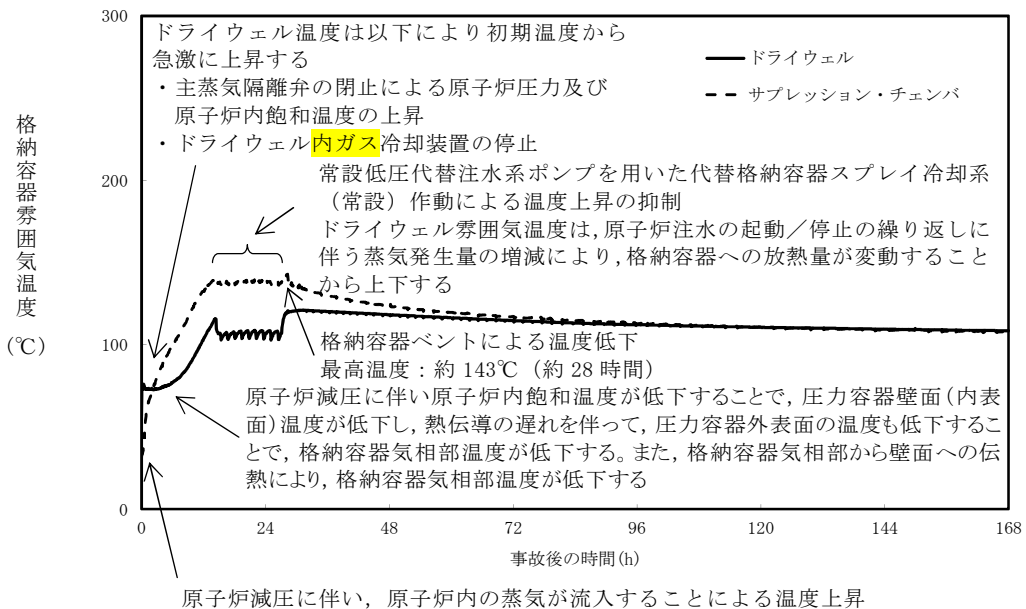 300
ドライウェル温度は以下により初期温度から
急激に上昇する
・主蒸気隔離弁の閉止による原子炉圧力及び
原子炉内飽和温度の上昇
・ドライウェル内ガス冷却装置の停止
ドライウェル
サプレッション・チェンバ
常設低圧代替注水系ポンプを用いた代替格納容器スプレイ冷却系
（常設）作動による温度上昇の抑制
ドライウェル雰囲気温度は，原子炉注水の起動／停止の繰り返しに
伴う蒸気発生量の増減により，格納容器への放熱量が変動すること
から上下する
200
格納容器雰囲気温度
（℃）
100
格納容器ベントによる温度低下
最高温度：約 143℃（約 28 時間）
原子炉減圧に伴い原子炉内飽和温度が低下することで，圧力容器壁面（内表
面）温度が低下し，熱伝導の遅れを伴って，圧力容器外表面の温度も低下するこ
とで，格納容器気相部温度が低下する。また，格納容器気相部から壁面への伝
熱により，格納容器気相部温度が低下する
0
0 24 48 72 96 120 144 168
事故後の時間(h)
原子炉減圧に伴い，原子炉内の蒸気が流入することによる温度上昇